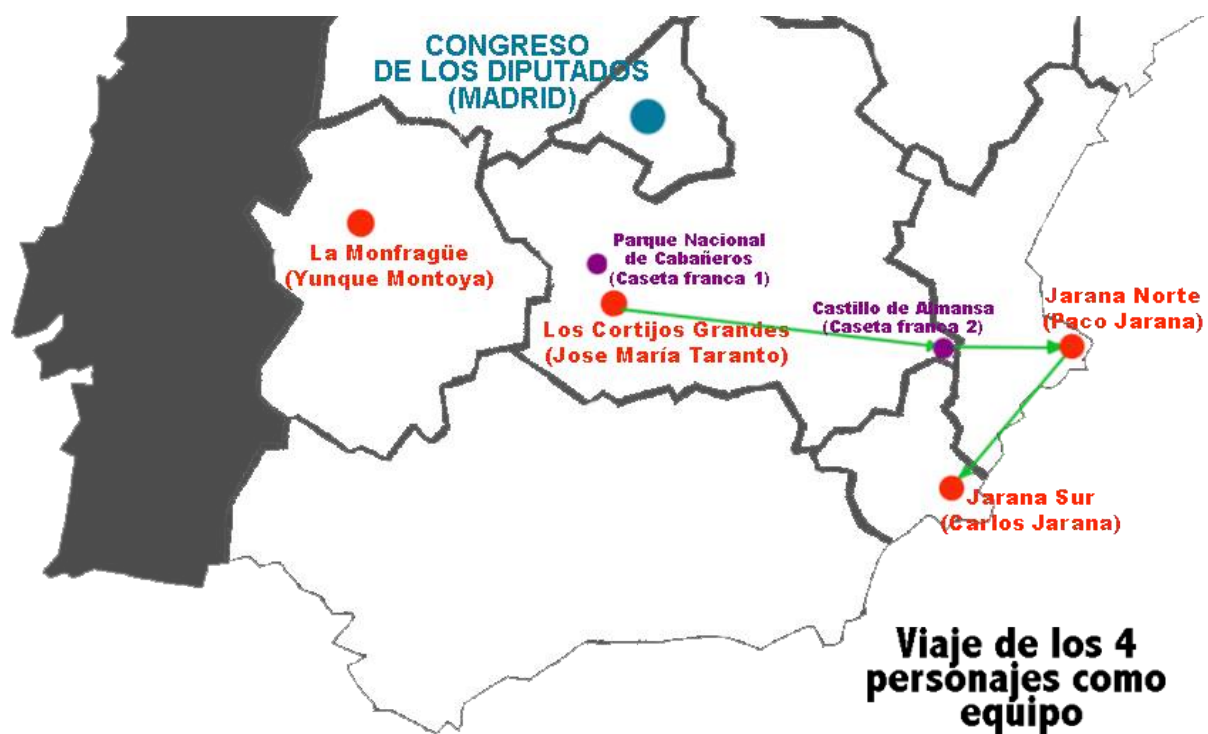 CONGRESO
DE LOS DIPUTADOS
(MADRID)
La Monfragüe
(Yunque Montoya)
Parque Nacional
de Cabañeros
(Caseta franca 1)
Los Cortijos Grandes
(Jose María Taranto)
Castillo de Almansa
(Caseta franca 2)
Jarana Norte
(Paco Jarana)
Jarana Sur
(Carlos Jarana)
Viaje de los 4
personajes como
equipo